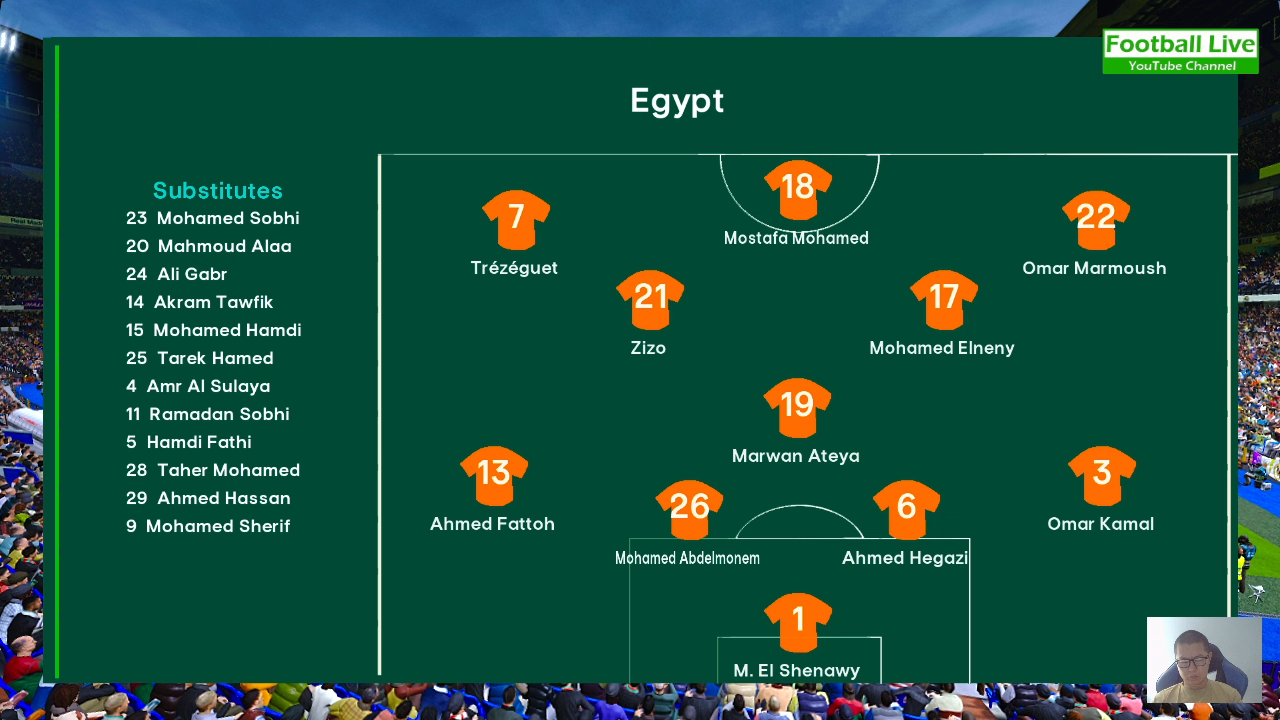 Football Live
YouTube Channel
Egypt
Substitutes
23 Mohamed Sobhi
20 Mahmoud Alaa
24 Ali Gabr
14 Akram Tawfik
15 Mohamed Hamdi
25 Tarek Hamed
4 Amr Al Sulaya
11 Ramadan Sobhi
5 Hamdi Fathi
28 Taher Mohamed
29 Ahmed Hassan
9 Mohamed Sherif
18
Mostafa Mohamed
7
Trézéguet
22
Omar Marmoush
21
Zizo
17
Mohamed Elneny
19
Marwan Ateya
13
Ahmed Fattoh
3
Omar Kamal
26
Mohamed Abdelmonem
6
Ahmed Hegazi
1
M. El Shenawy